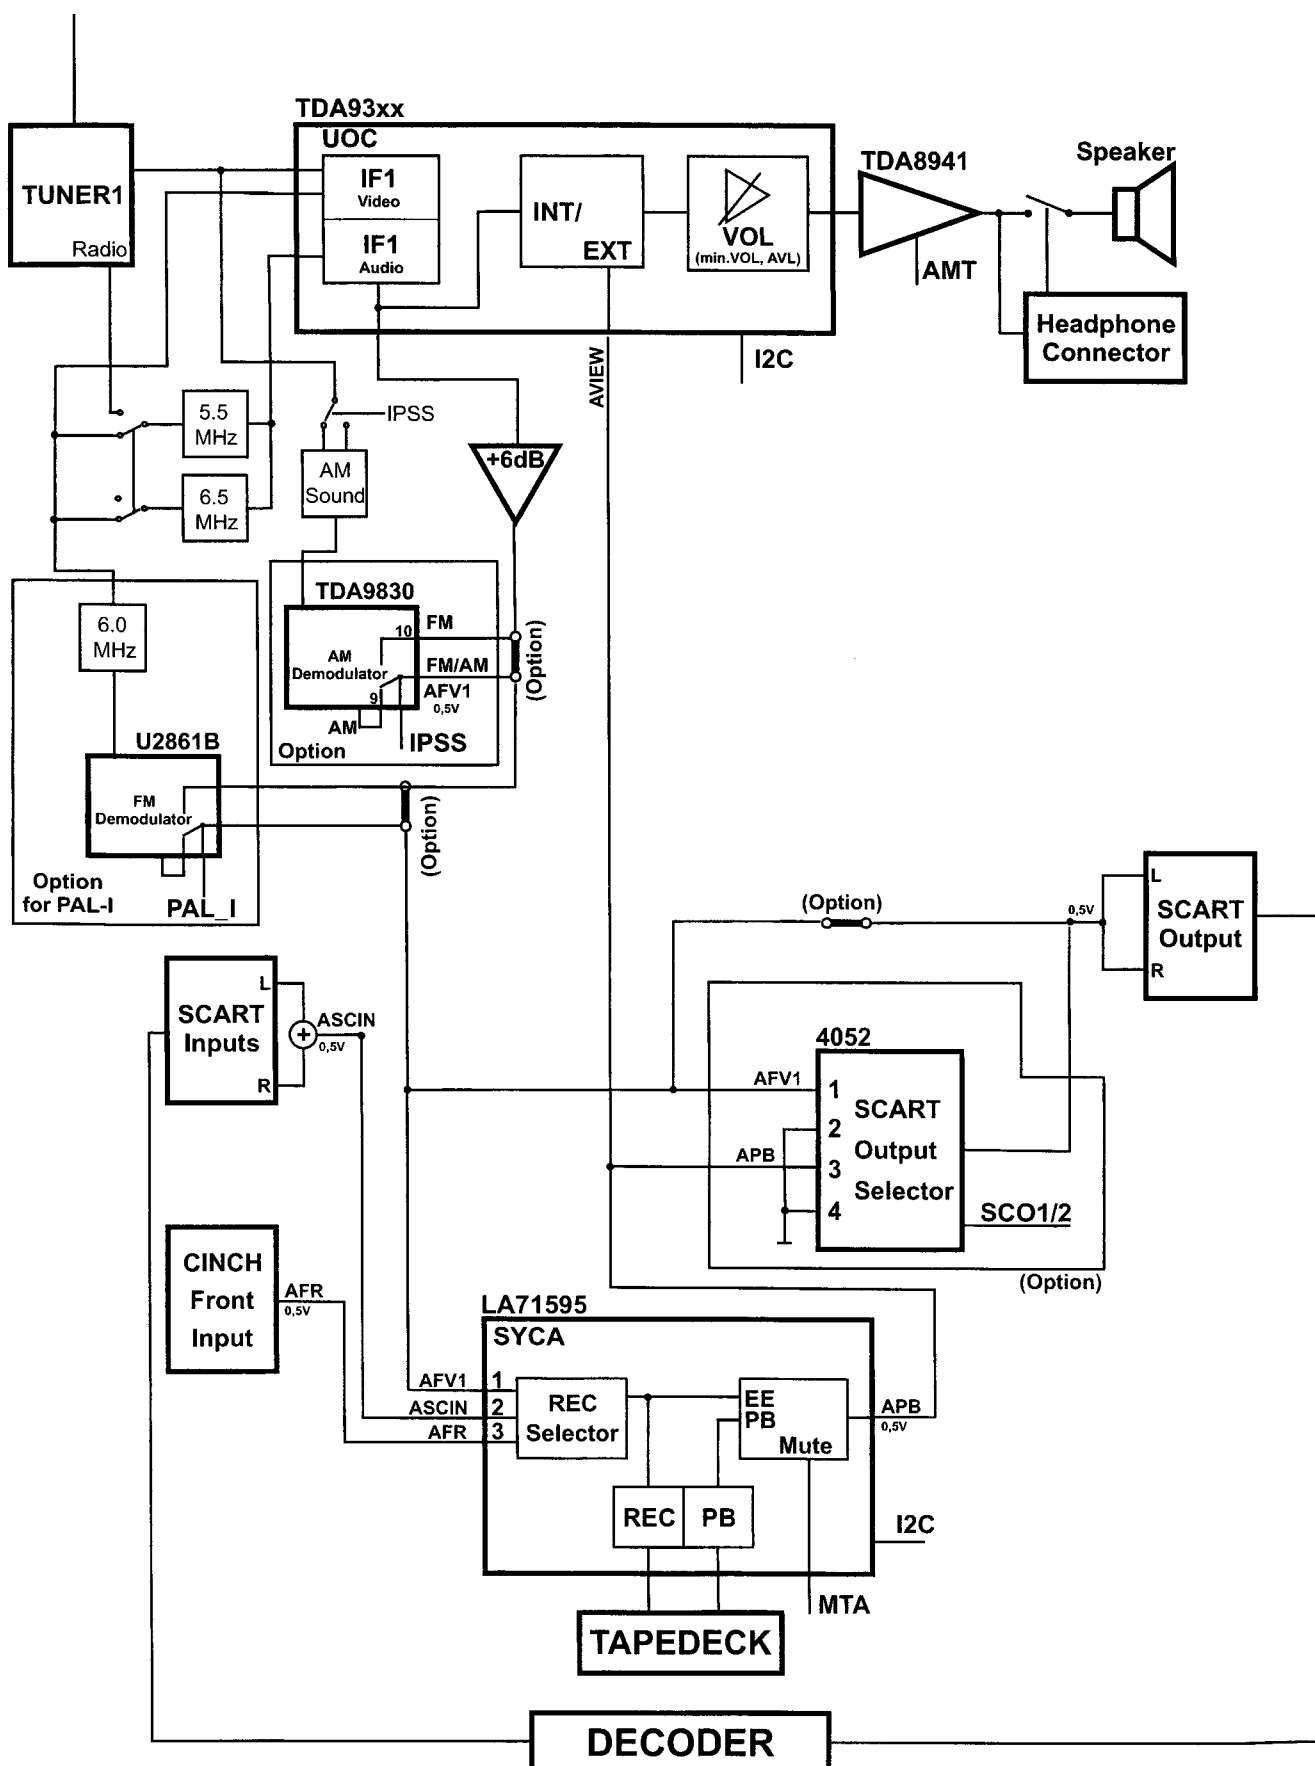 TDA93xx
UOC
TUNER1
Radio
IF1
Video
IF1
Audio
INT/
EXT
VOL
(min.VOL, AVL)
TDA8941
AMT
Speaker
Headphone
Connector
I2C
AVIEW
5.5
MHz
6.5
MHz
IPSS
AM
Sound
+6dB
6.0
MHz
TDA9830
AM
Demodulator
10
9
FM
FM/AM
AFV1
0,5V
AM
IPSS
Option
(Option)
U2861B
FM
Demodulator
Option
for PAL-I
PAL_I
(Option)
(Option)
0,5V
L
R
SCART
Output
SCART
Inputs
L
R
+
ASCIN
0,5V
4052
AFV1
APB
1
2
3
4
SCART
Output
Selector
SCO1/2
(Option)
CINCH
Front
Input
AFR
0,5V
LA71595
SYCA
AFV1
ASCIN
AFR
1
2
3
REC
Selector
EE
PB
Mute
APB
0,5V
REC
PB
I2C
MTA
TAPEDECK
DECODER